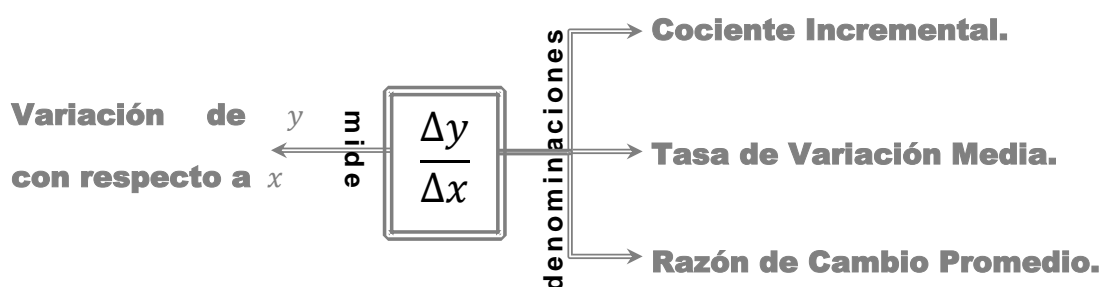 Variación de y
con respecto a x
mide
Δy
Δx
denominaciones
Cociente Incremental.
Tasa de Variación Media.
Razón de Cambio Promedio.